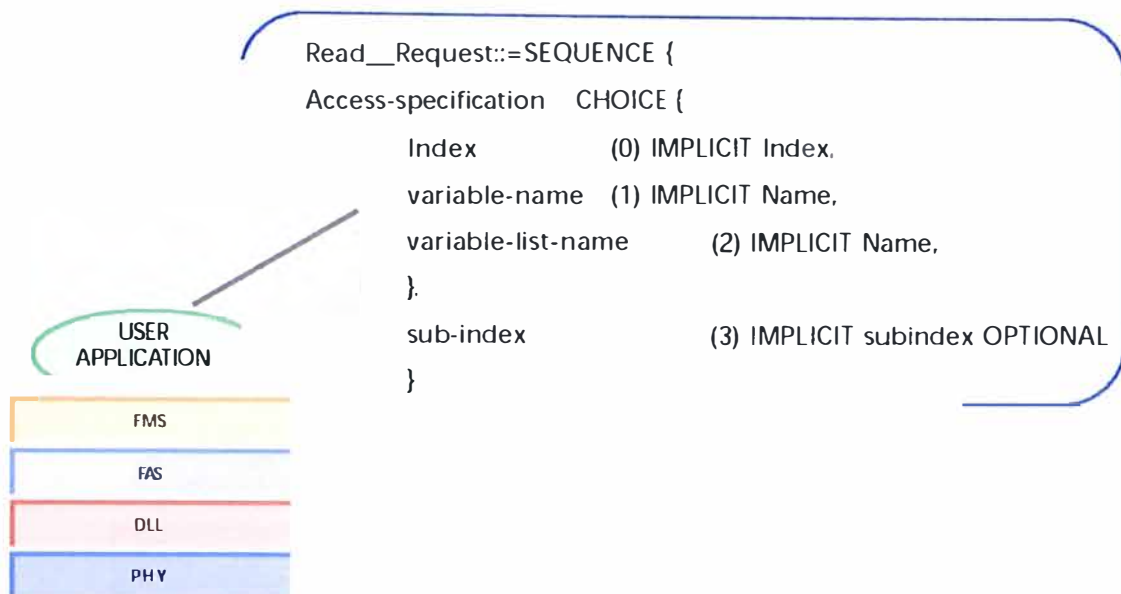 Read__Request::=SEQUENCE {
Access-specification CHOICE {
Index (0) IMPLICIT Index,
variable-name (1) IMPLICIT Name,
variable-list-name (2) IMPLICIT Name,
}.
sub-index (3) IMPLICIT subindex OPTIONAL
}
USER
APPLICATION
FMS
FAS
DLL
PHY